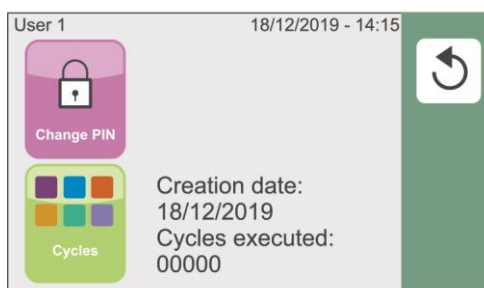 User 1
18/12/2019 - 14:15
Change PIN
Cycles
Creation date:
18/12/2019
Cycles executed:
00000